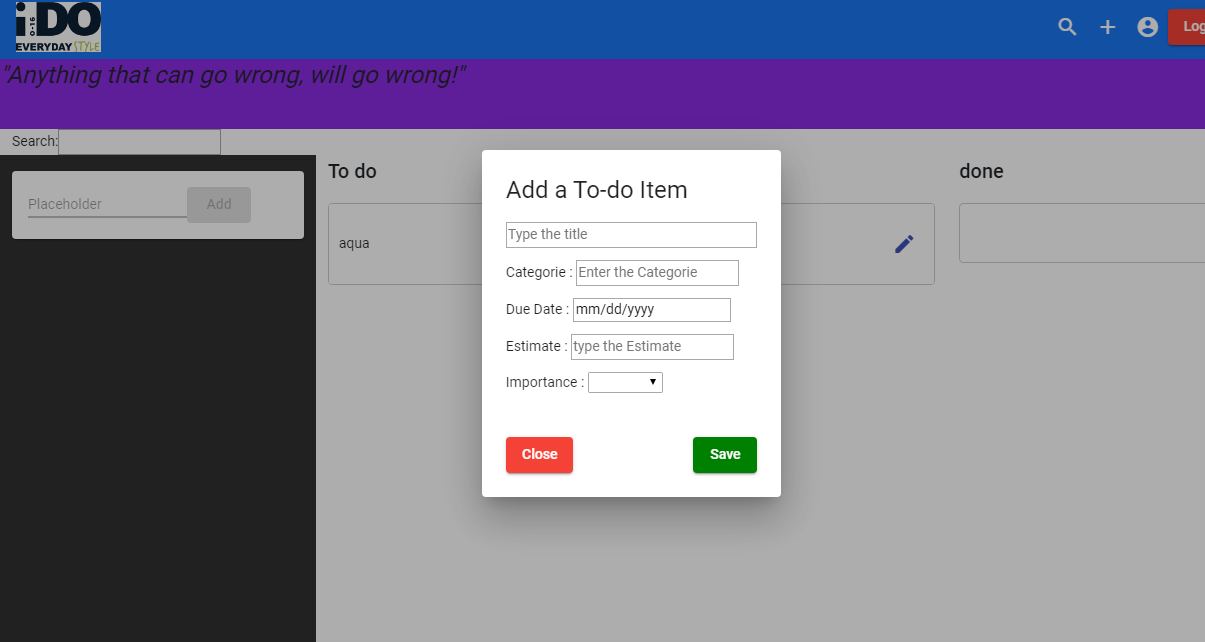 iDO
0-16
EVERYDAY STYLE
Log
"Anything that can go wrong, will go wrong!"
Search:
Placeholder
Add
To do
aqua
done
Add a To-do Item
Type the title
Categorie : Enter the Categorie
Due Date : mm/dd/yyyy
Estimate : type the Estimate
Importance :
Close
Save